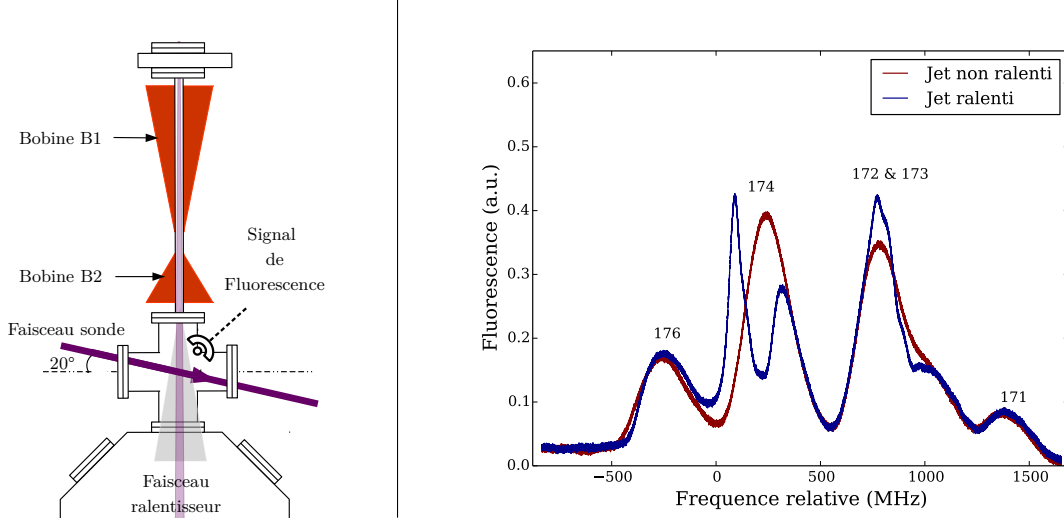 Bobine B1
Bobine B2
Signal
de
Fluorescence
Faisceau sonde
20°
Faisceau
ralentisseur
Jet non ralenti
Jet ralenti
176
174
172 & 173
171
Fluorescence (a.u.)
0.6
0.5
0.4
0.3
0.2
0.1
0.0
−500
0
500
1000
1500
Frequence relative (MHz)